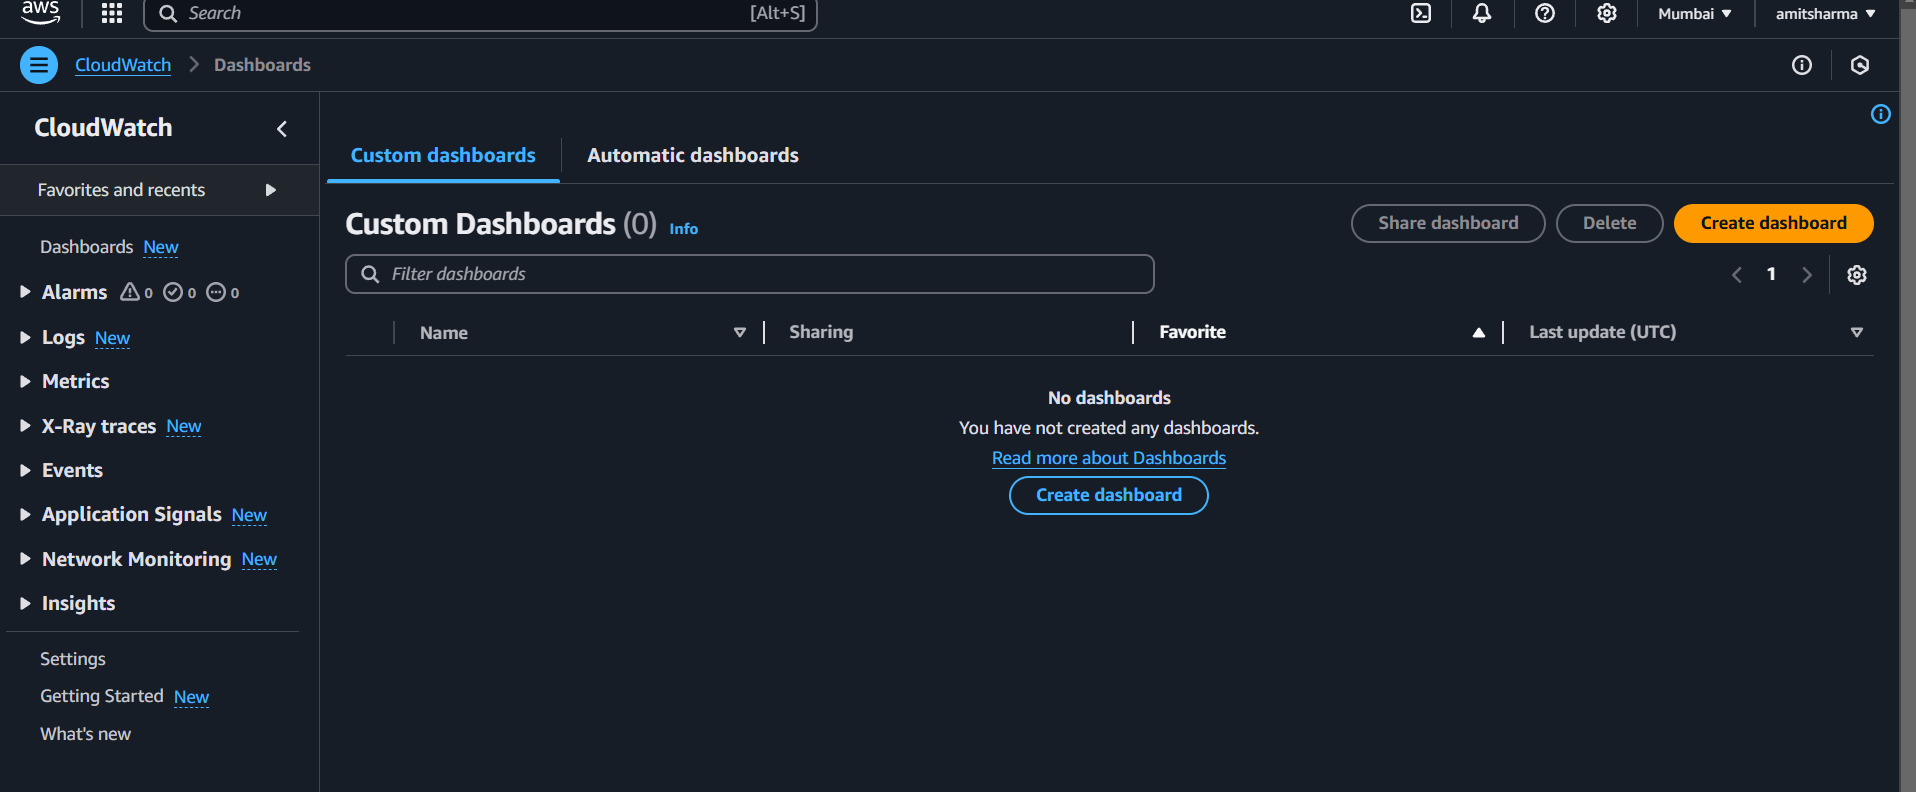 aws
Search [Alt+S]
Mumbai
amitsharma
CloudWatch
Dashboards
CloudWatch
Favorites and recents
Dashboards New
Alarms 0 0 0
Logs New
Metrics
X-Ray traces New
Events
Application Signals New
Network Monitoring New
Insights
Settings
Getting Started New
What's new
Custom dashboards
Automatic dashboards
Custom Dashboards (0) Info
Share dashboard
Delete
Create dashboard
Filter dashboards
1
Name Sharing Favorite Last update (UTC)
No dashboards
You have not created any dashboards.
Read more about Dashboards
Create dashboard